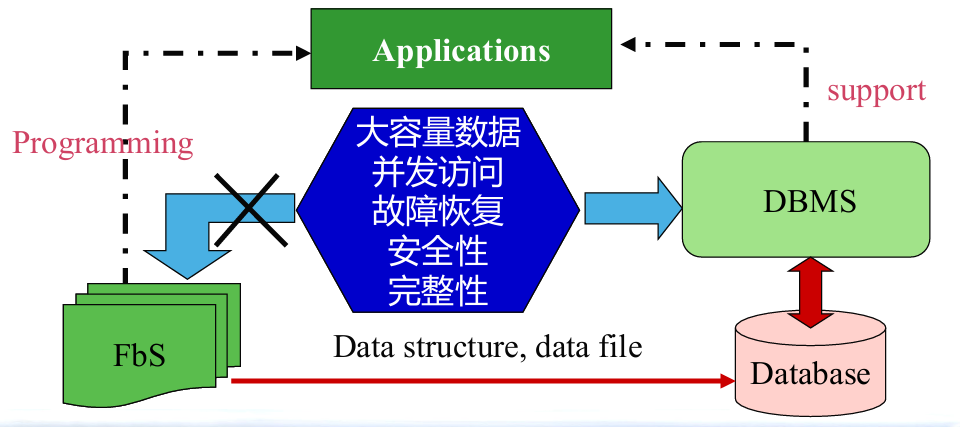 Applications
Programming
support
大容量数据
并发访问
故障恢复
安全性
完整性
DBMS
FbS
Data structure, data file
Database